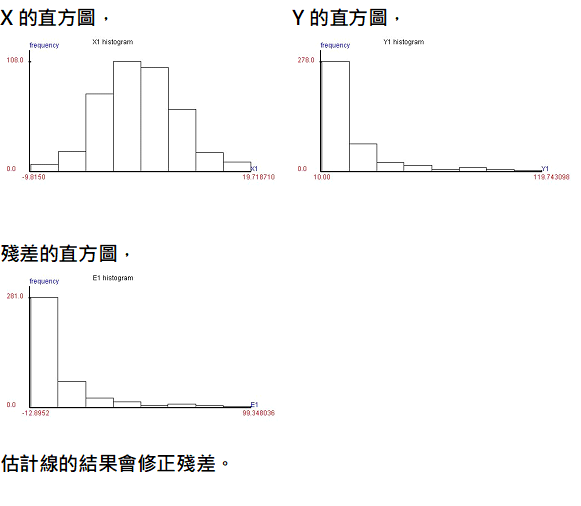 X 的直方圖，
Y 的直方圖，
X1 histogram
frequency
108.0
0.0
X1
-9.8150
19.718710
Y1 histogram
frequency
278.0
0.0
Y1
10.00
119.743098
殘差的直方圖，
E1 histogram
frequency
281.0
0.0
E1
-12.8952
99.348036
估計線的結果會修正殘差。